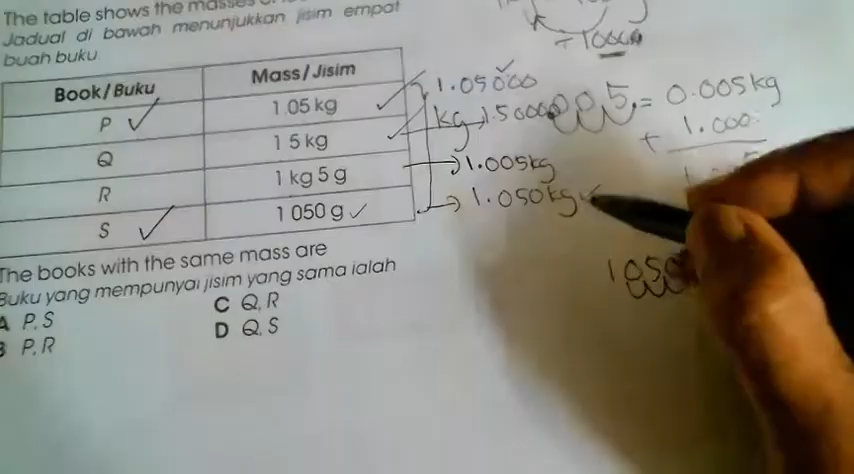 The table shows the masses
Jadual di bawah menunjukkan jisim empat
buah buku
Book/Buku Mass/Jisim
P 1.05 kg
Q 1 5 kg
R 1 kg 5 g
S 1 050 g
The books with the same mass are
Buku yang mempunyai jisim yang sama ialah
A P, S
B P, R
C Q, R
D Q, S
÷ 1000
1.05000
kg → 1.5000
→ 1.005kg
→ 1.050kg
005 = 0.005kg
+ 1.000
1050